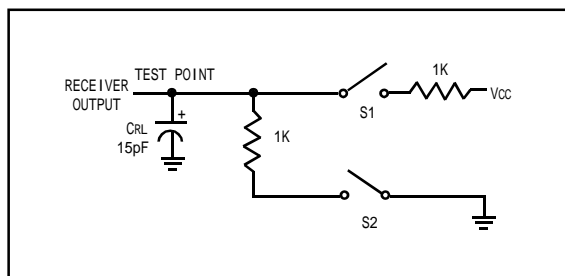 RECEIVER
OUTPUT
TEST POINT
+
CRL
15pF
1K
S1
1K
VCC
S2